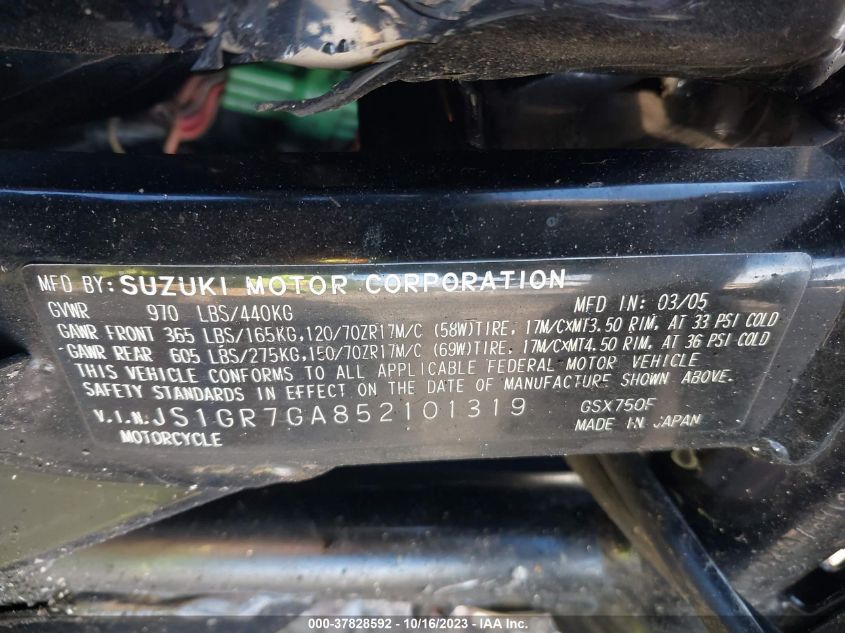 MFD BY: SUZUKI MOTOR CORPORATION
GVWR 970 LBS/440KG MFD IN: 03/05
GAWR FRONT 365 LBS/165KG, 120/70ZR17M/C (58W)TIRE, 17M/C×MT3.50 RIM, AT 33 PSI COLD
GAWR REAR 605 LBS/275KG, 150/70ZR17M/C (69W)TIRE, 17M/C×MT4.50 RIM, AT 36 PSI COLD
THIS VEHICLE CONFORMS TO ALL APPLICABLE FEDERAL MOTOR VEHICLE
SAFETY STANDARDS IN EFFECT ON THE DATE OF MANUFACTURE SHOWN ABOVE.
V.I.N. JS1GR7GA852101319 GSX750F
MOTORCYCLE MADE IN JAPAN
000-37828592 - 10/16/2023 - IAA Inc.